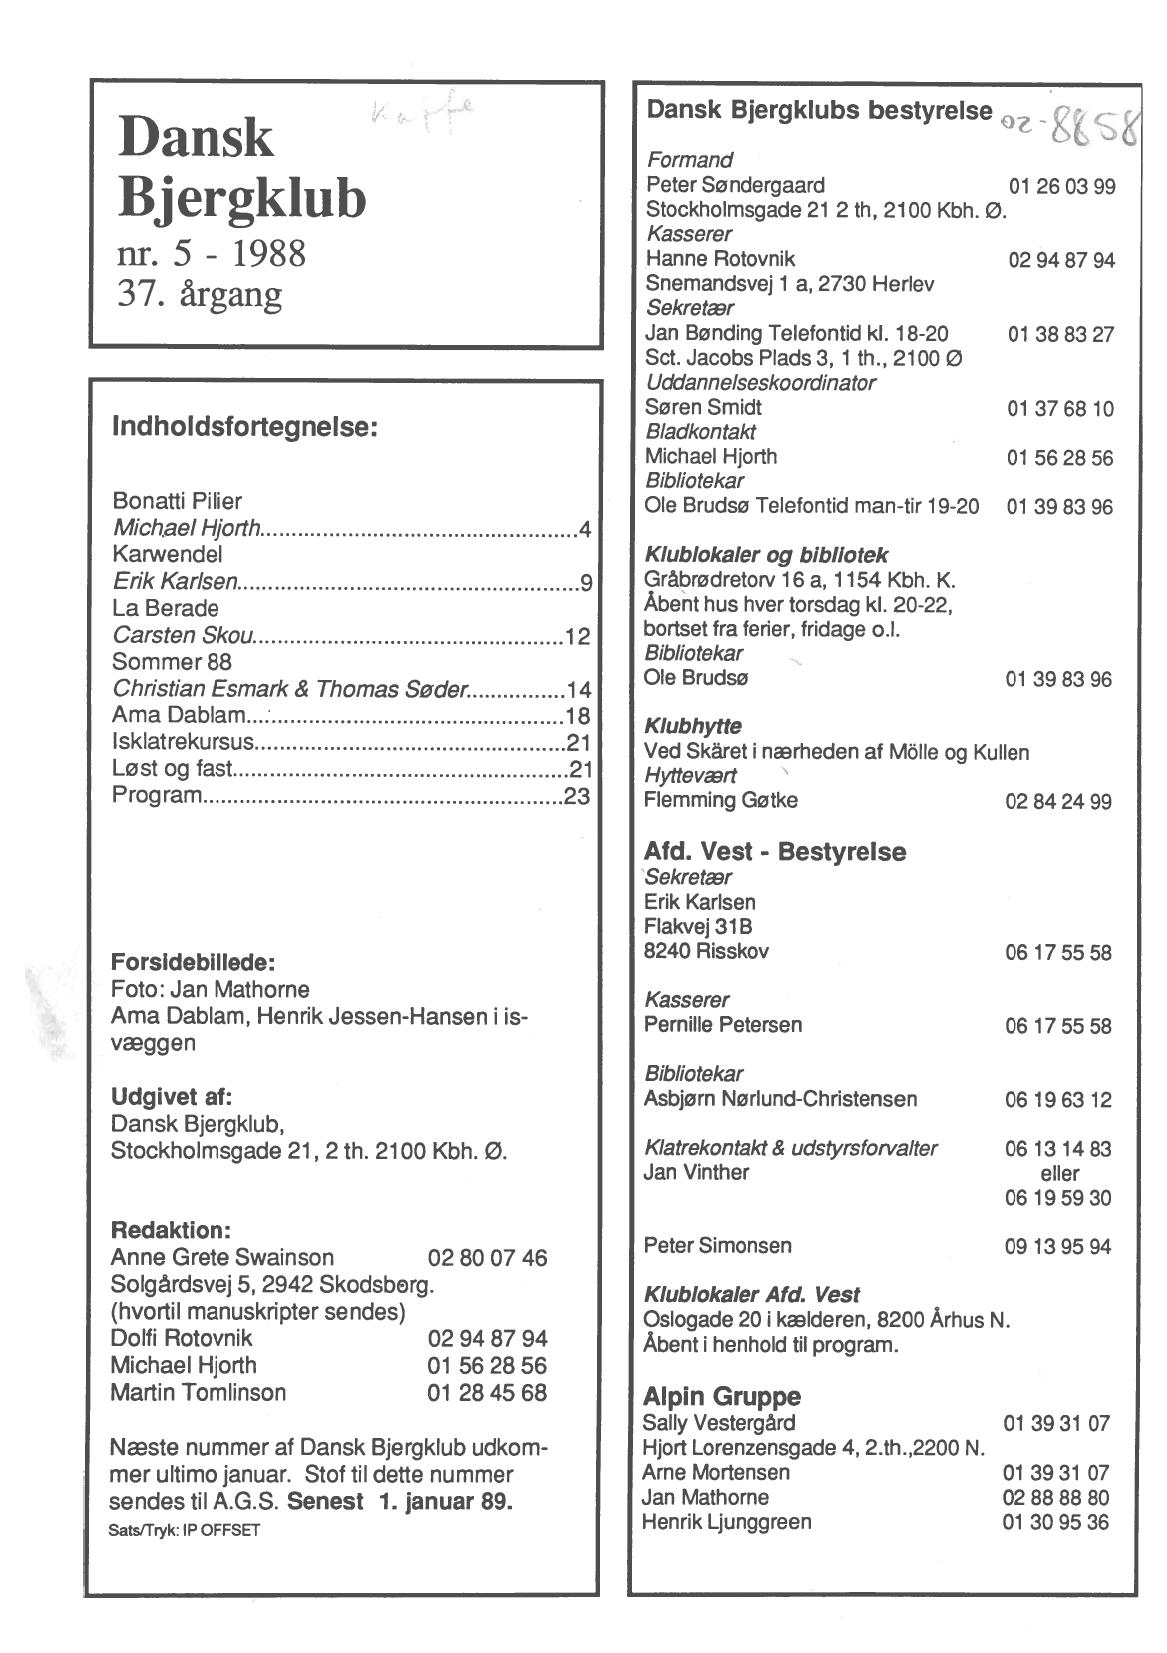 Kaffe
Dansk
Bjergklub
nr. 5 - 1988
37. årgang
Indholdsfortegnelse:
Bonatti Pilier
Michael Hjorth...................................................4
Karwendel
Erik Karlsen.......................................................9
La Berade
Carsten Skou..................................................12
Sommer 88
Christian Esmark & Thomas Søder................14
Ama Dablam...................................................18
Isklatrekursus..................................................21
Løst og fast......................................................21
Program..........................................................23
Forsidebillede:
Foto: Jan Mathorne
Ama Dablam, Henrik Jessen-Hansen i is-
væggen
Udgivet af:
Dansk Bjergklub,
Stockholmsgade 21, 2 th. 2100 Kbh. Ø.
Redaktion:
Anne Grete Swainson 02 80 07 46
Solgårdsvej 5, 2942 Skodsborg.
(hvortil manuskripter sendes)
Dolfi Rotovnik 02 94 87 94
Michael Hjorth 01 56 28 56
Martin Tomlinson 01 28 45 68
Næste nummer af Dansk Bjergklub udkom-
mer ultimo januar. Stof til dette nummer
sendes til A.G.S. Senest 1. januar 89.
Sats/Tryk: IP OFFSET
Dansk Bjergklubs bestyrelse 02-8858
Formand
Peter Søndergaard 01 26 03 99
Stockholmsgade 21 2 th, 2100 Kbh. Ø.
Kasserer
Hanne Rotovnik 02 94 87 94
Snemandsvej 1 a, 2730 Herlev
Sekretær
Jan Bønding Telefontid kl. 18-20 01 38 83 27
Sct. Jacobs Plads 3, 1 th., 2100 Ø
Uddannelseskoordinator
Søren Smidt 01 37 68 10
Bladkontakt
Michael Hjorth 01 56 28 56
Bibliotekar
Ole Brudsø Telefontid man-tir 19-20 01 39 83 96
Klublokaler og bibliotek
Gråbrødretorv 16 a, 1154 Kbh. K.
Åbent hus hver torsdag kl. 20-22,
bortset fra ferier, fridage o.l.
Bibliotekar
Ole Brudsø 01 39 83 96
Klubhytte
Ved Skäret i nærheden af Mölle og Kullen
Hyttevært
Flemming Gøtke 02 84 24 99
Afd. Vest - Bestyrelse
Sekretær
Erik Karlsen
Flakvej 31B
8240 Risskov 06 17 55 58
Kasserer
Pernille Petersen 06 17 55 58
Bibliotekar
Asbjørn Nørlund-Christensen 06 19 63 12
Klatrekontakt & udstyrsforvalter 06 13 14 83
Jan Vinther eller
06 19 59 30
Peter Simonsen 09 13 95 94
Klublokaler Afd. Vest
Oslogade 20 i kælderen, 8200 Århus N.
Åbent i henhold til program.
Alpin Gruppe
Sally Vestergård 01 39 31 07
Hjort Lorenzensgade 4, 2.th.,2200 N.
Arne Mortensen 01 39 31 07
Jan Mathorne 02 88 88 80
Henrik Ljunggreen 01 30 95 36